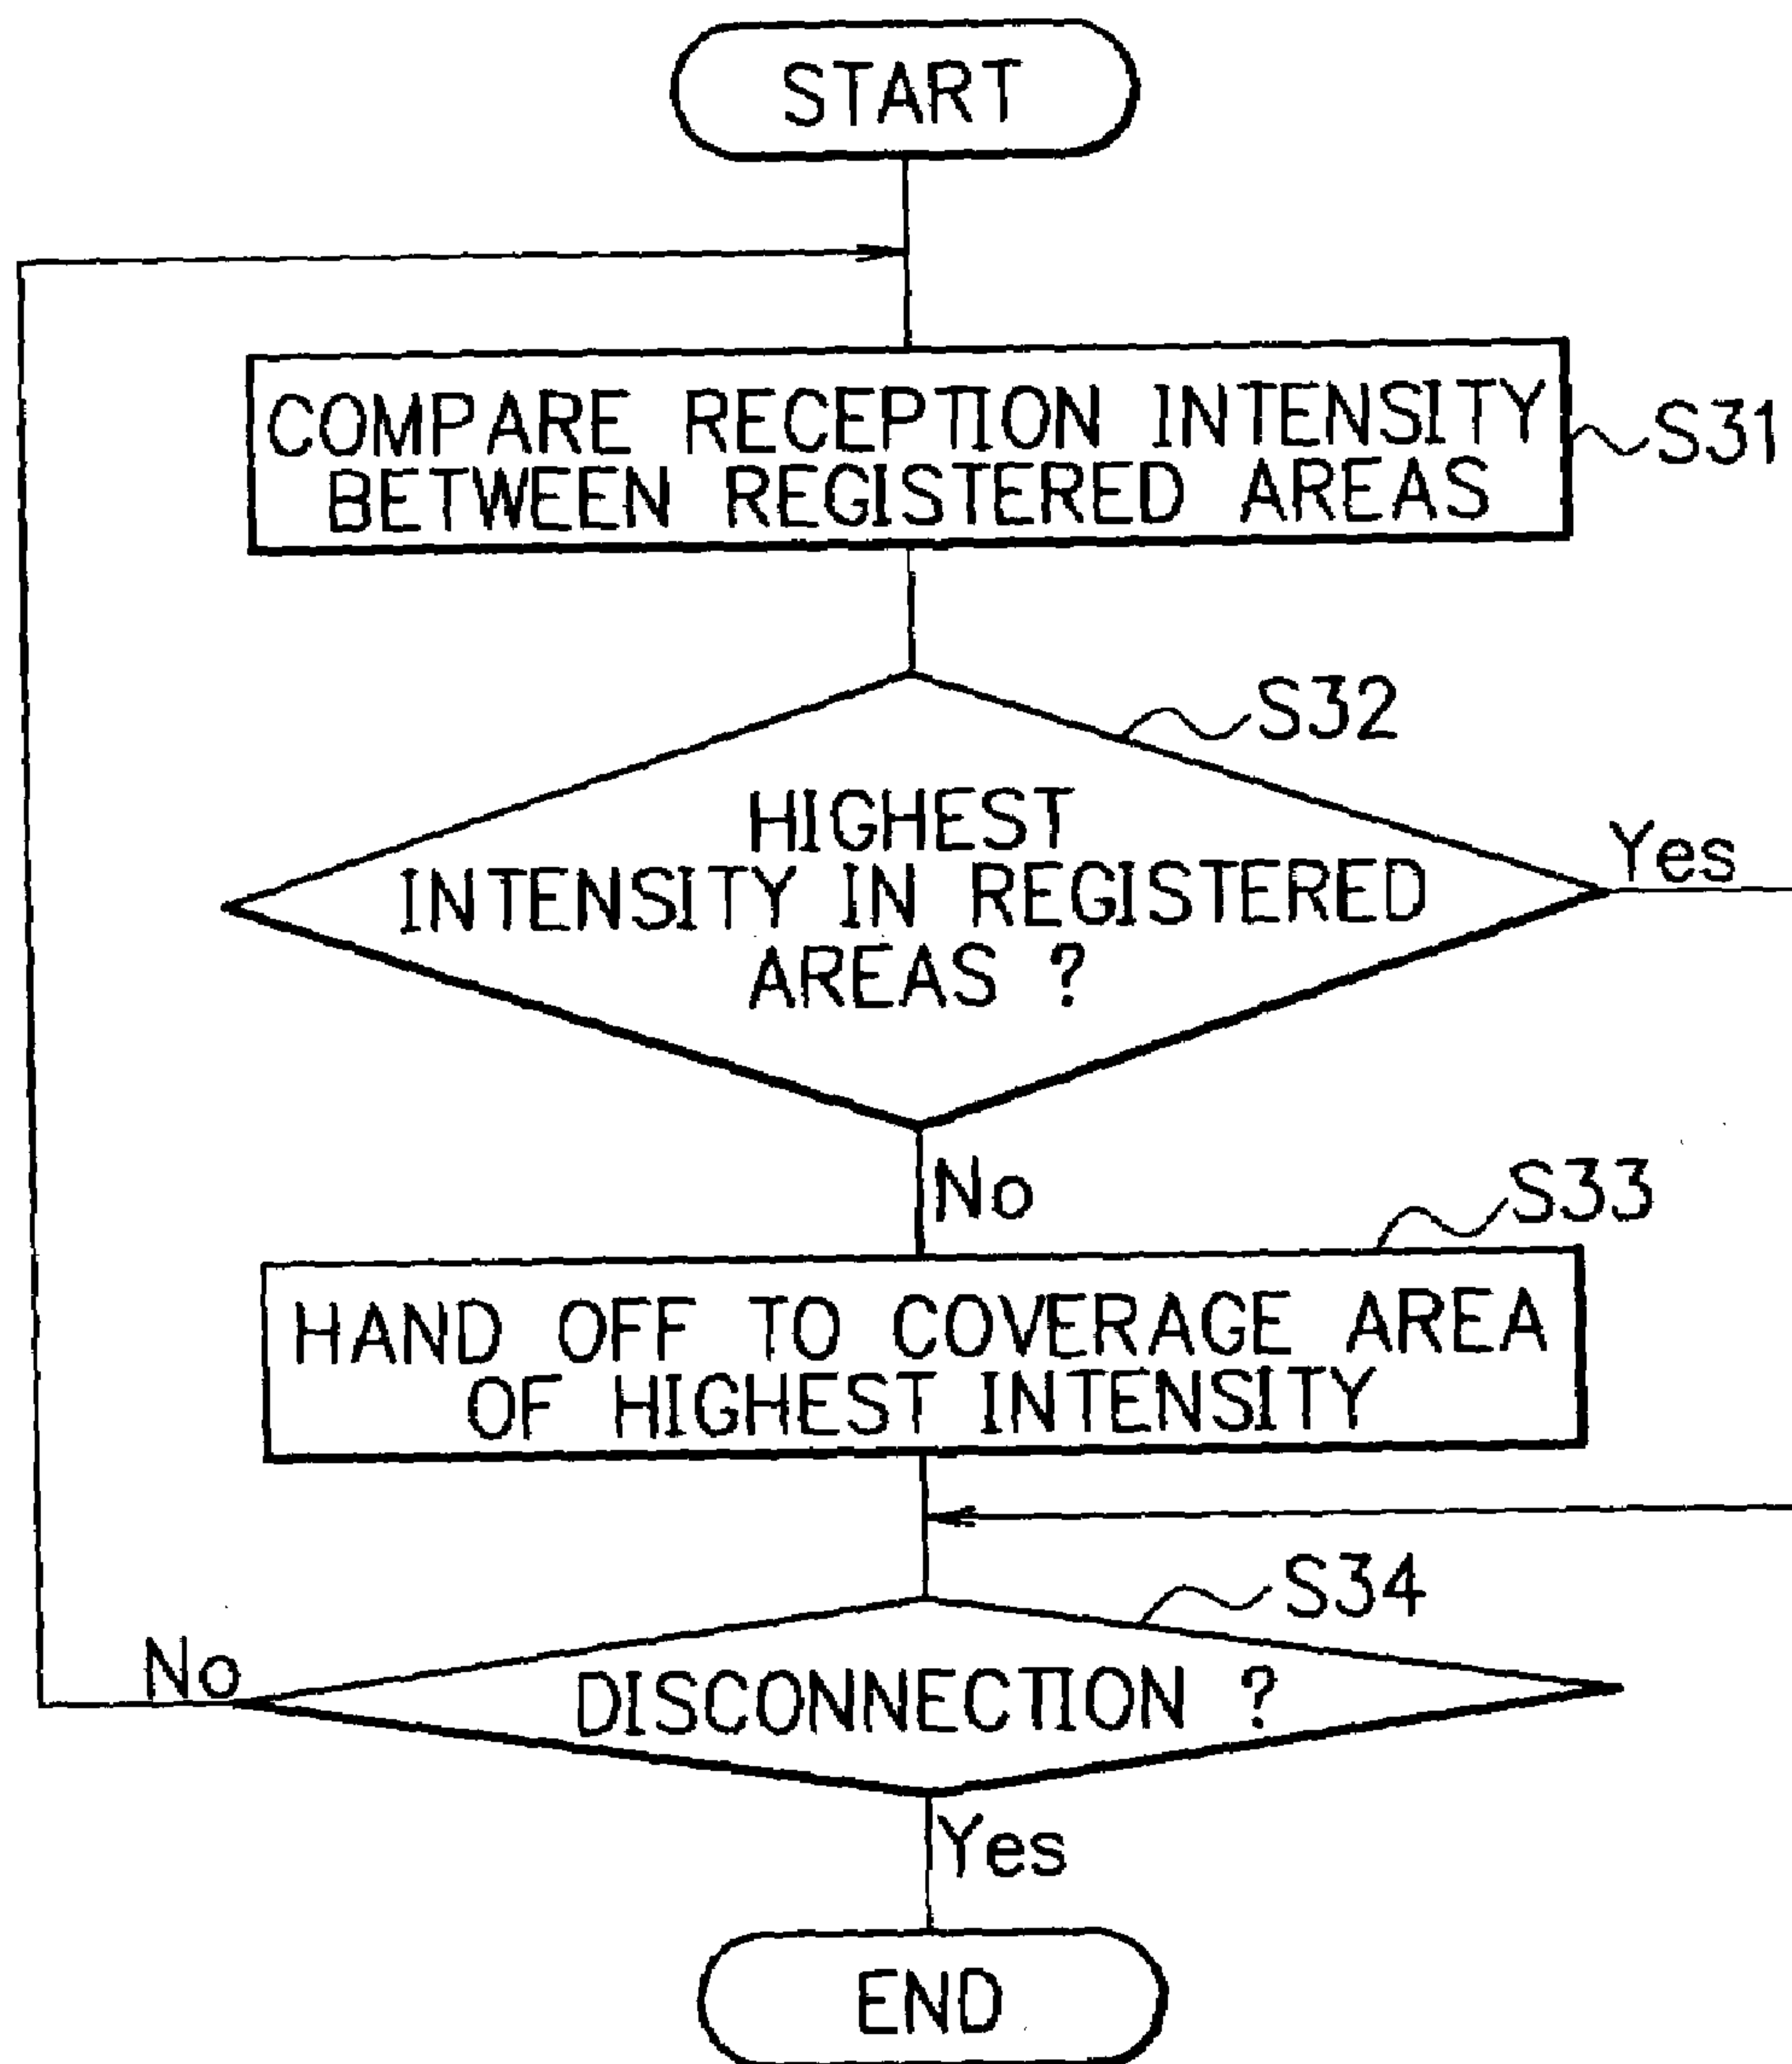 START
COMPARE RECEPTION INTENSITY
BETWEEN REGISTERED AREAS
S31
S32
HIGHEST
INTENSITY IN REGISTERED
AREAS ?
Yes
No
S33
HAND OFF TO COVERAGE AREA
OF HIGHEST INTENSITY
S34
DISCONNECTION ?
No
Yes
END